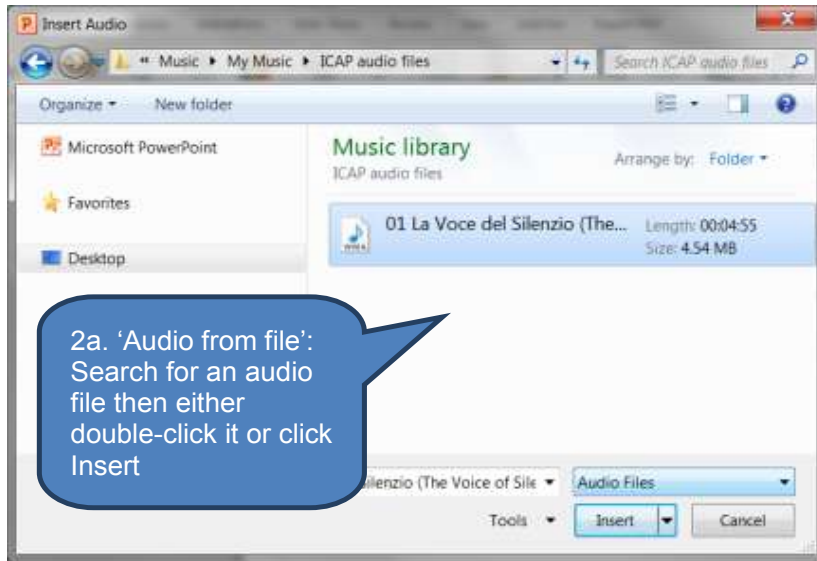 Insert Audio
« Music ▸ My Music ▸ ICAP audio files
Search ICAP audio files
Organize
New folder
Microsoft PowerPoint
Favorites
Desktop
Music library
ICAP audio files
Arrange by: Folder
01 La Voce del Silenzio (The...
Length: 00:04:55
Size: 4.54 MB
2a. ‘Audio from file’:
Search for an audio
file then either
double-click it or click
Insert
ilenzio (The Voice of Sile
Audio Files
Tools
Insert
Cancel